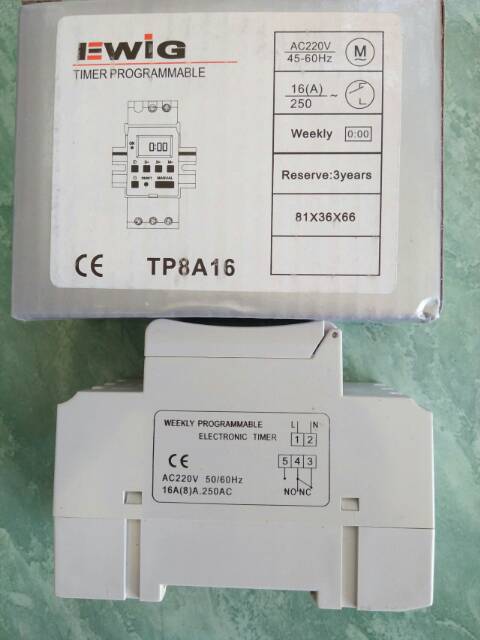 EWiG
TIMER PROGRAMMABLE
0:00
MANUAL
CE TP8A16
AC220V
45-60Hz
M
16(A)
250 ~
Weekly 0:00
Reserve:3years
81X36X66
WEEKLY PROGRAMMABLE
ELECTRONIC TIMER
L N
1 2
CE
5 4 3
AC220V 50/60Hz
16A(8)A.250AC
NO NC